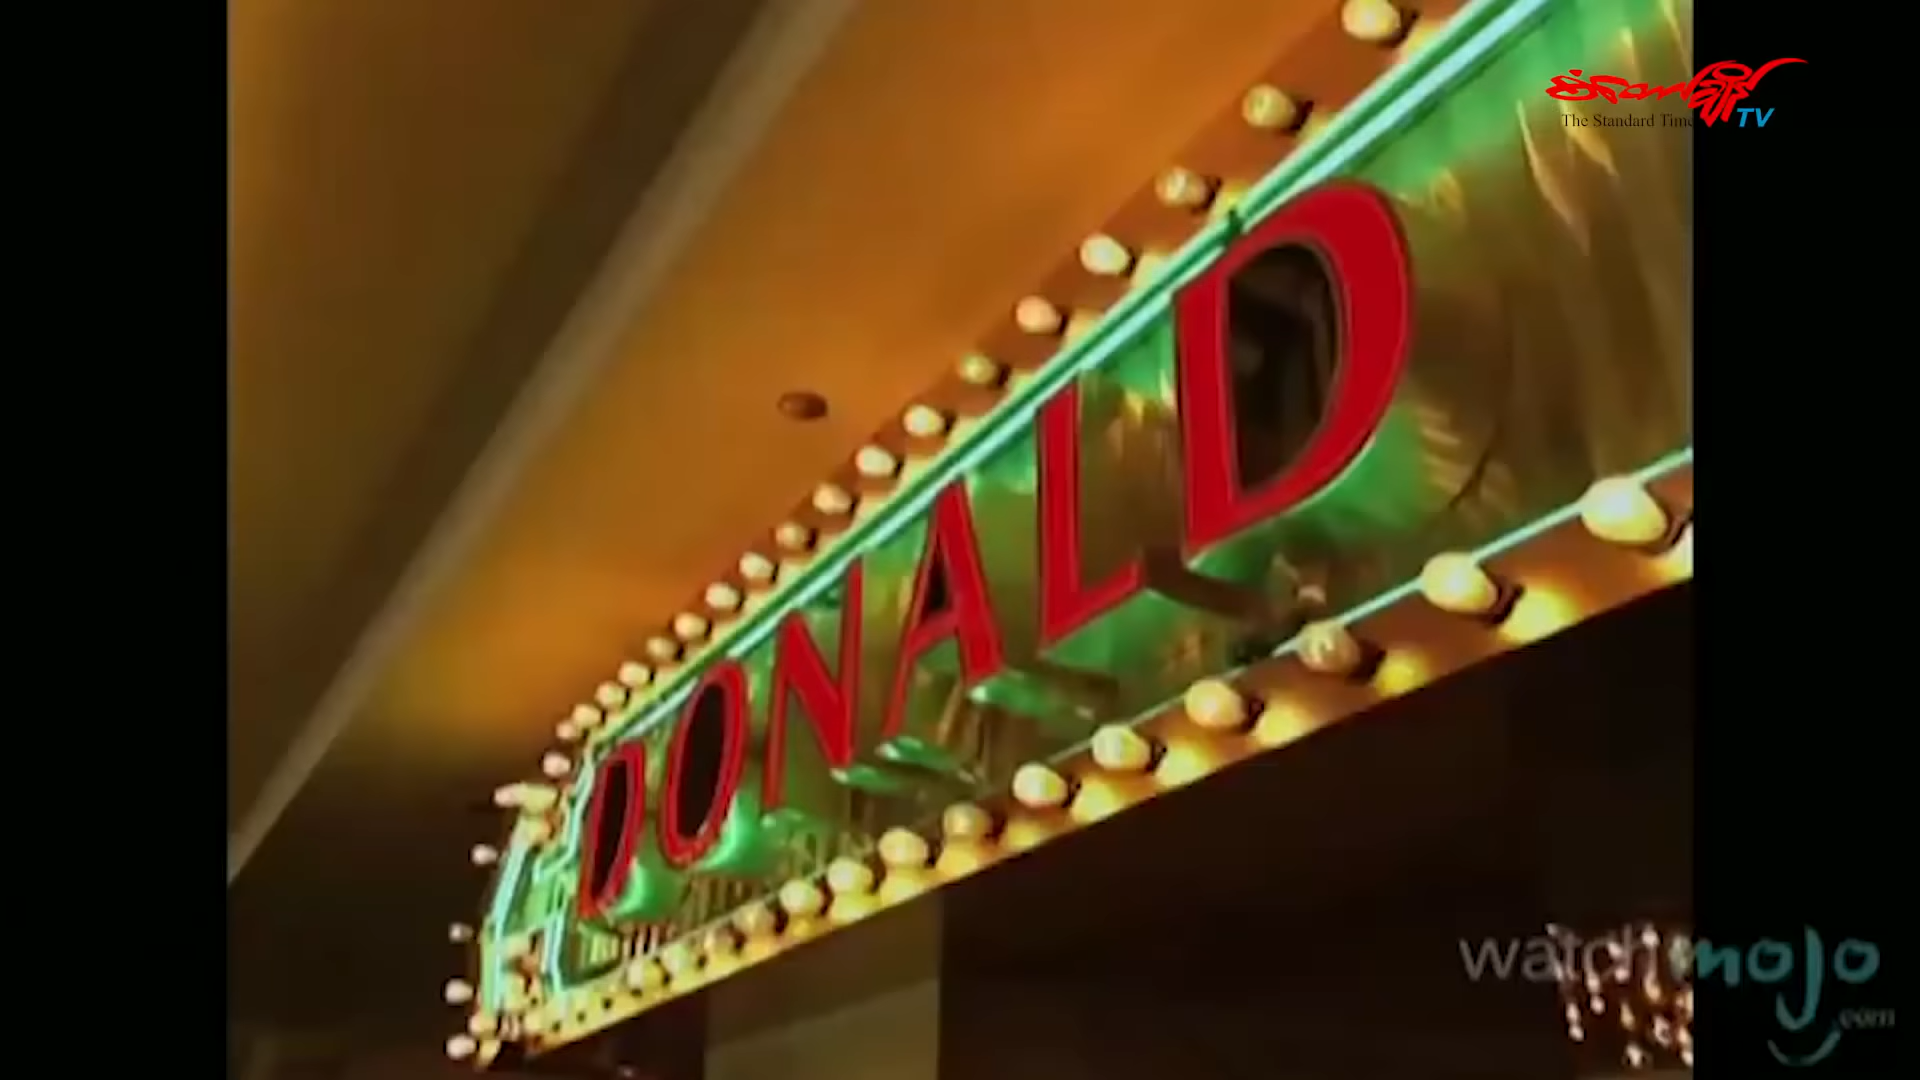 The Standard Time
TV
DONALD
watchmojo
.com